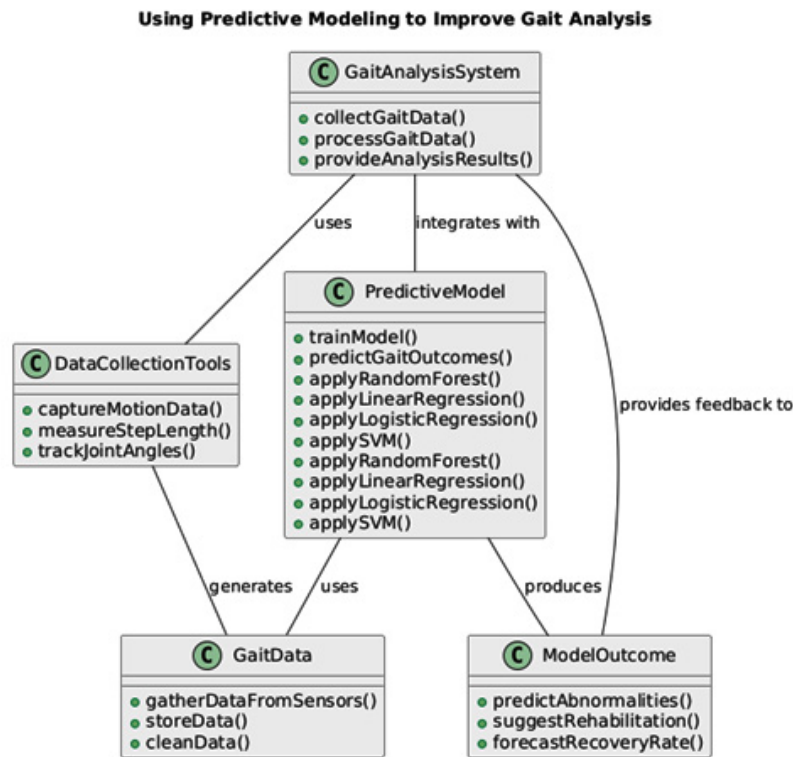 Using Predictive Modeling to Improve Gait Analysis
C GaitAnalysisSystem
collectGaitData()
processGaitData()
provideAnalysisResults()
uses
integrates with
C PredictiveModel
trainModel()
predictGaitOutcomes()
applyRandomForest()
applyLinearRegression()
applyLogisticRegression()
applySVM()
applyRandomForest()
applyLinearRegression()
applyLogisticRegression()
applySVM()
C DataCollectionTools
captureMotionData()
measureStepLength()
trackJointAngles()
provides feedback to
generates
uses
produces
C GaitData
gatherDataFromSensors()
storeData()
cleanData()
C ModelOutcome
predictAbnormalities()
suggestRehabilitation()
forecastRecoveryRate()